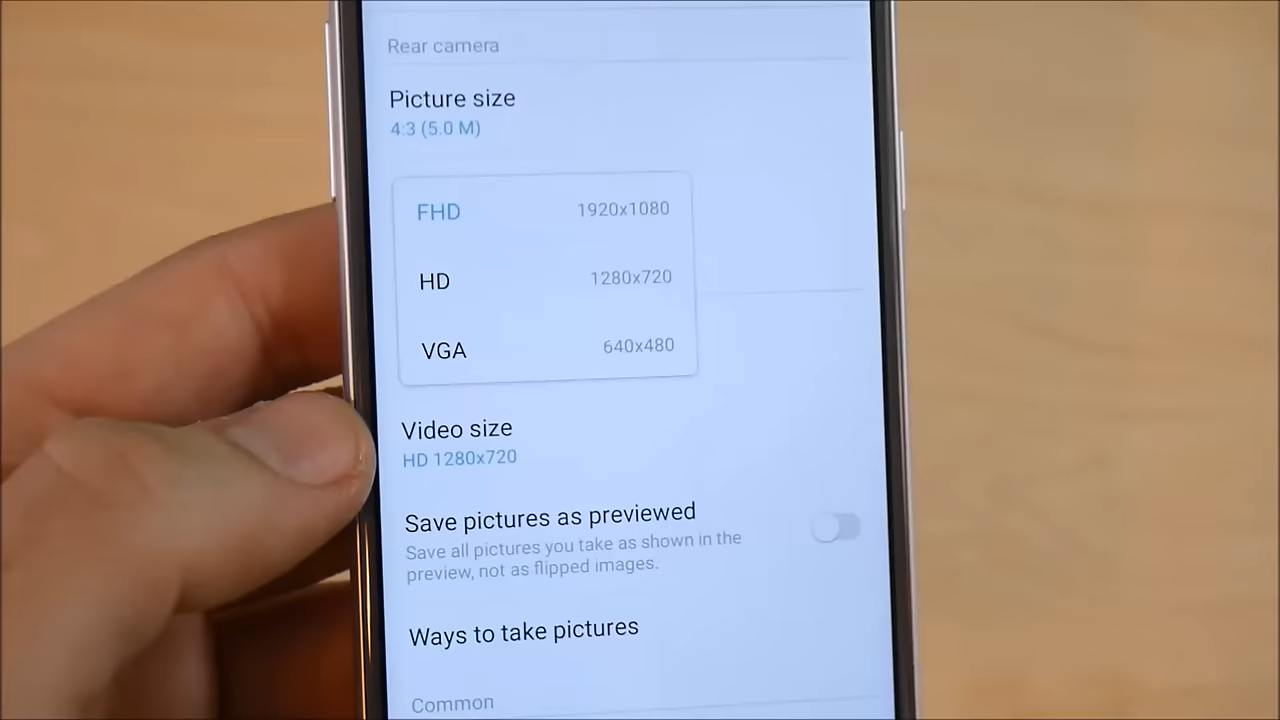 Rear camera
Picture size
4:3 (5.0 M)
FHD 1920x1080
HD 1280x720
VGA 640x480
Video size
HD 1280x720
Save pictures as previewed
Save all pictures you take as shown in the
preview, not as flipped images.
Ways to take pictures
Common